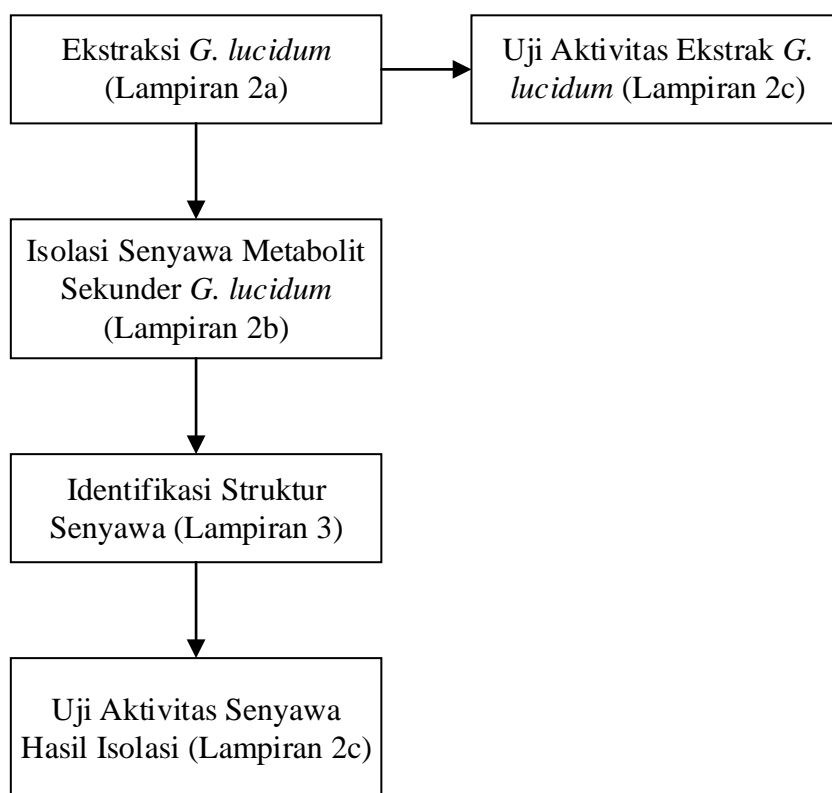 Ekstraksi G. lucidum
(Lampiran 2a)
Uji Aktivitas Ekstrak G.
lucidum (Lampiran 2c)
Isolasi Senyawa Metabolit
Sekunder G. lucidum
(Lampiran 2b)
Identifikasi Struktur
Senyawa (Lampiran 3)
Uji Aktivitas Senyawa
Hasil Isolasi (Lampiran 2c)